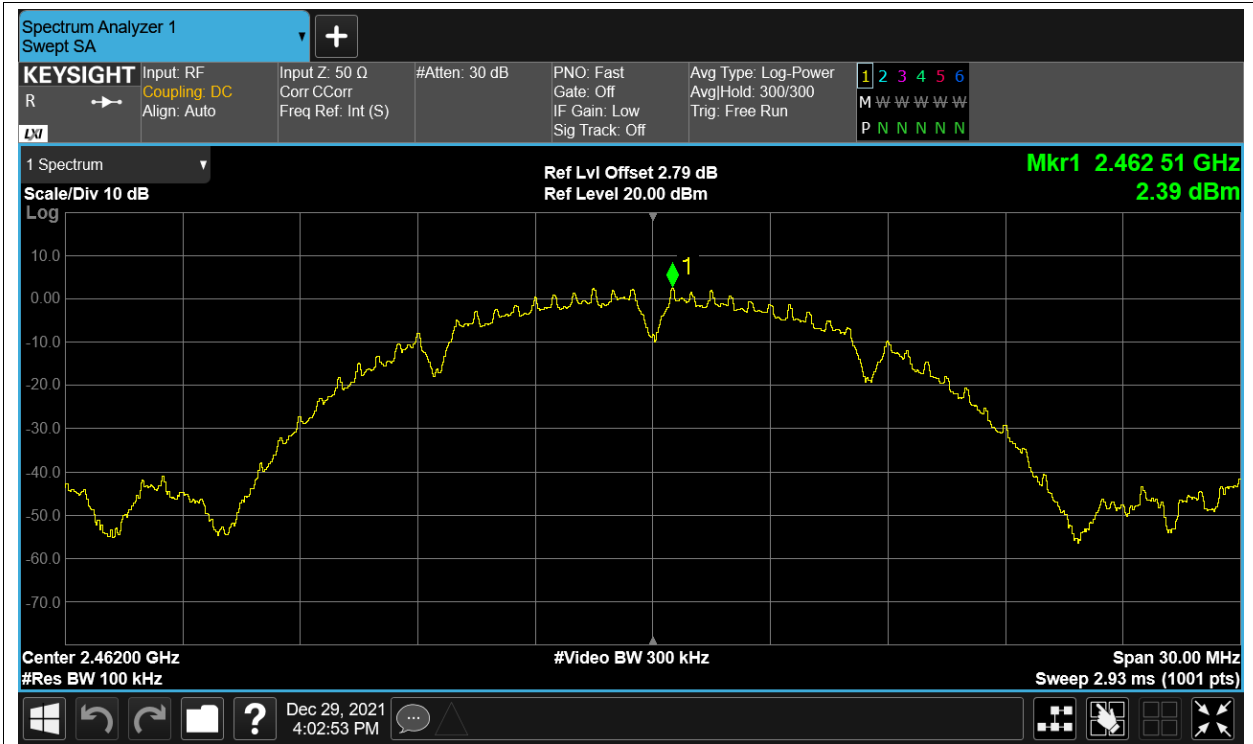 Spectrum Analyzer 1
Swept SA
KEYSIGHT
R
LXI
Input: RF
Coupling: DC
Align: Auto
Input Z: 50 Ω
Corr CCorr
Freq Ref: Int (S)
#Atten: 30 dB
PNO: Fast
Gate: Off
IF Gain: Low
Sig Track: Off
Avg Type: Log-Power
Avg|Hold: 300/300
Trig: Free Run
1 2 3 4 5 6
M W W W W W W
P N N N N N
1 Spectrum
Scale/Div 10 dB
Log
Ref Lvl Offset 2.79 dB
Ref Level 20.00 dBm
Mkr1 2.462 51 GHz
2.39 dBm
1
10.0
0.00
-10.0
-20.0
-30.0
-40.0
-50.0
-60.0
-70.0
Center 2.46200 GHz
#Res BW 100 kHz
#Video BW 300 kHz
Span 30.00 MHz
Sweep 2.93 ms (1001 pts)
?
Dec 29, 2021
4:02:53 PM